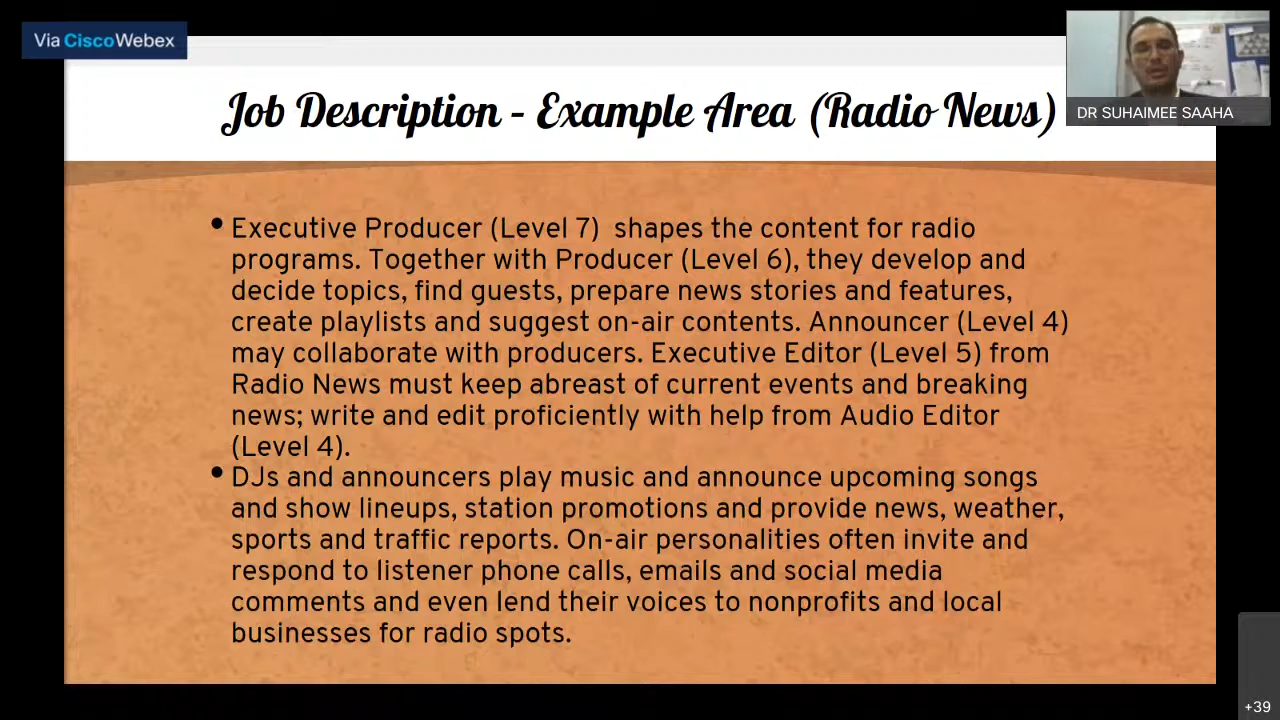 Via Cisco Webex
Job Description - Example Area (Radio News)
DR SUHAIMEE SAAHA
• Executive Producer (Level 7)  shapes the content for radio
programs. Together with Producer (Level 6), they develop and
decide topics, find guests, prepare news stories and features,
create playlists and suggest on-air contents. Announcer (Level 4)
may collaborate with producers. Executive Editor (Level 5) from
Radio News must keep abreast of current events and breaking
news; write and edit proficiently with help from Audio Editor
(Level 4).
• DJs and announcers play music and announce upcoming songs
and show lineups, station promotions and provide news, weather,
sports and traffic reports. On-air personalities often invite and
respond to listener phone calls, emails and social media
comments and even lend their voices to nonprofits and local
businesses for radio spots.
+39